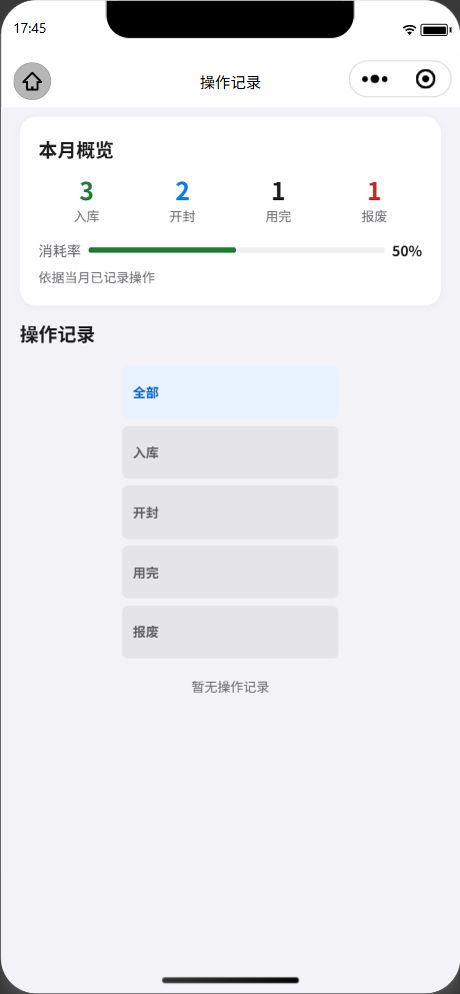 17:45
操作记录
本月概览
3 2 1 1
入库 开封 用完 报废
消耗率 50%
依据当月已记录操作
操作记录
全部
入库
开封
用完
报废
暂无操作记录